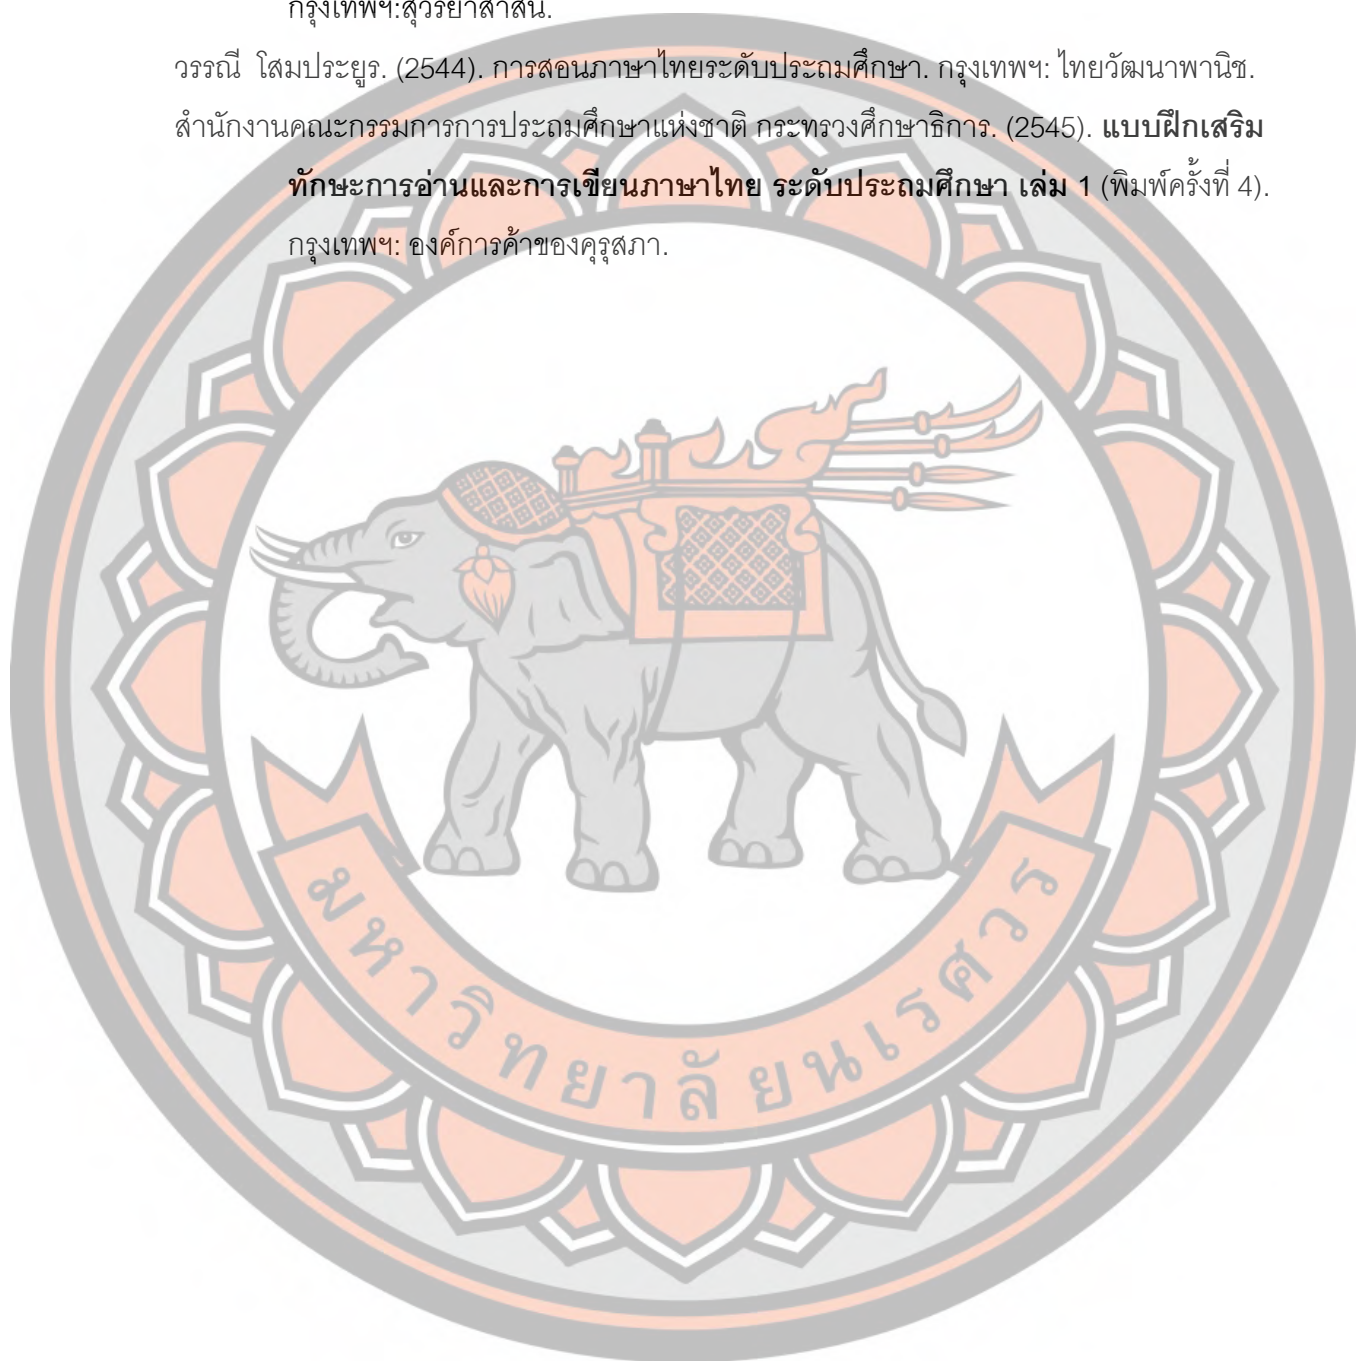 กรุงเทพฯ:สุวีริยาสาส์น.
วรรณี  โสมประยูร. (2544). การสอนภาษาไทยระดับประถมศึกษา. กรุงเทพฯ: ไทยวัฒนาพานิช.
สำนักงานคณะกรรมการการประถมศึกษาแห่งชาติ กระทรวงศึกษาธิการ. (2545). แบบฝึกเสริม
ทักษะการอ่านและการเขียนภาษาไทย ระดับประถมศึกษา เล่ม 1 (พิมพ์ครั้งที่ 4).
กรุงเทพฯ: องค์การค้าของคุรุสภา.
มหาวิทยาลัยนเรศวร